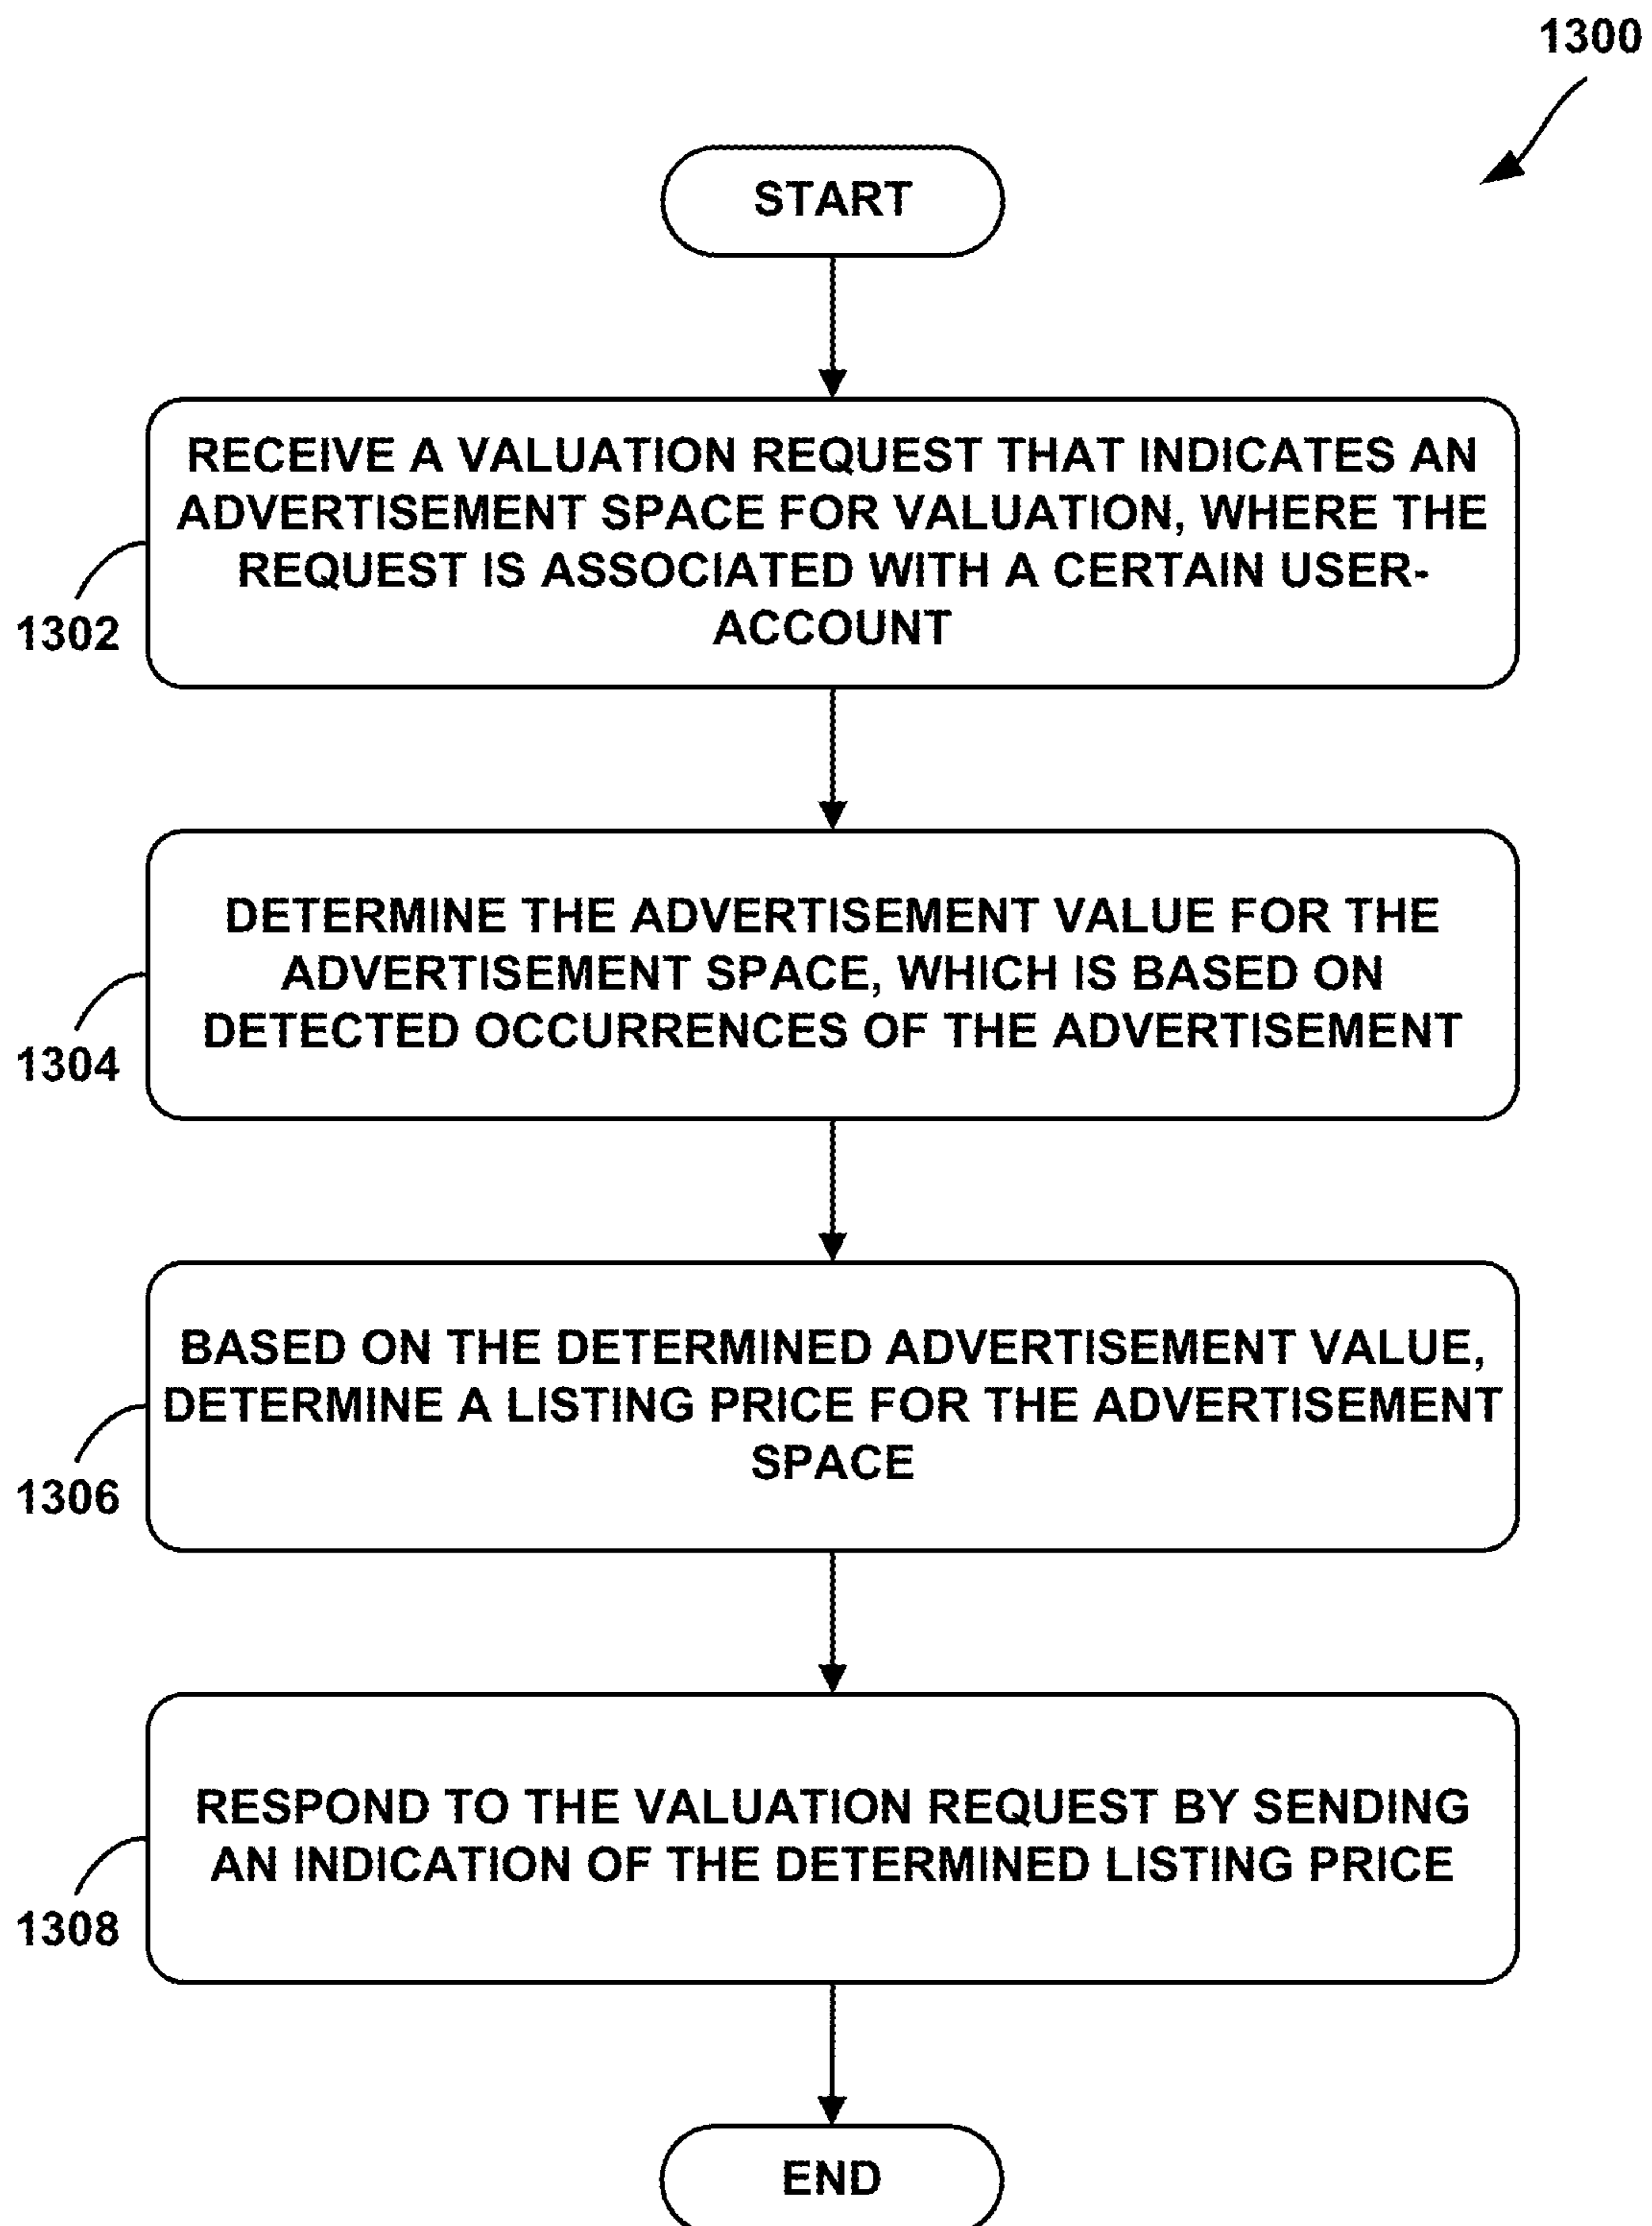 1300
START
RECEIVE A VALUATION REQUEST THAT INDICATES AN
ADVERTISEMENT SPACE FOR VALUATION, WHERE THE
REQUEST IS ASSOCIATED WITH A CERTAIN USER-
ACCOUNT
1302
DETERMINE THE ADVERTISEMENT VALUE FOR THE
ADVERTISEMENT SPACE, WHICH IS BASED ON
DETECTED OCCURRENCES OF THE ADVERTISEMENT
1304
BASED ON THE DETERMINED ADVERTISEMENT VALUE,
DETERMINE A LISTING PRICE FOR THE ADVERTISEMENT
SPACE
1306
RESPOND TO THE VALUATION REQUEST BY SENDING
AN INDICATION OF THE DETERMINED LISTING PRICE
1308
END